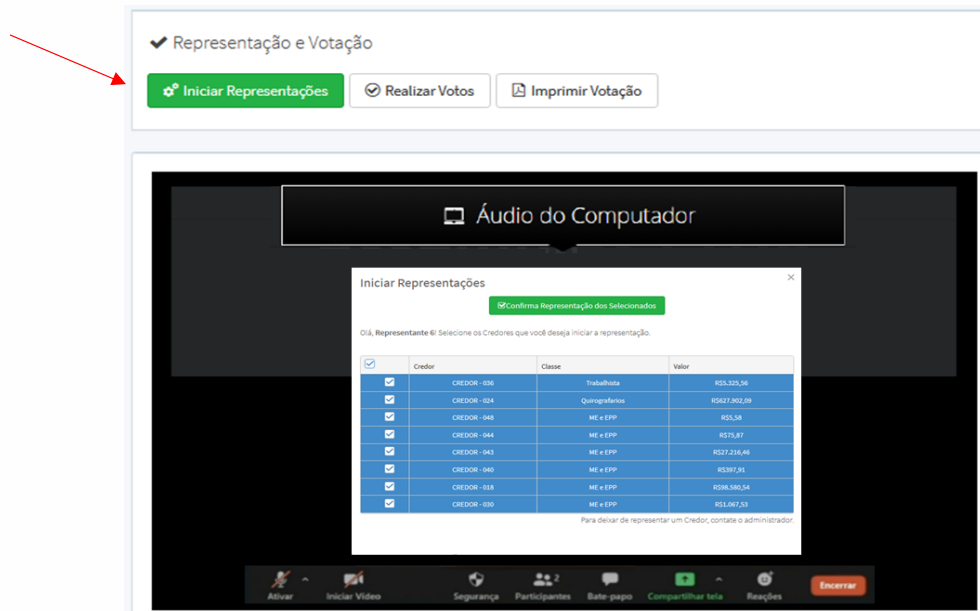 Representação e Votação
Iniciar Representações Realizar Votos Imprimir Votação
Áudio do Computador
Iniciar Representações ×
Confirma Representação dos Selecionados
Olá, Representante 6! Selecione os Credores que você deseja iniciar a representação.
Credor Classe Valor
CREDOR - 036 Trabalhista R$5.325,56
CREDOR - 024 Quirografarios R$627.902,09
CREDOR - 048 ME e EPP R$5,58
CREDOR - 044 ME e EPP R$75,87
CREDOR - 043 ME e EPP R$27.216,46
CREDOR - 040 ME e EPP R$397,91
CREDOR - 018 ME e EPP R$98.580,54
CREDOR - 030 ME e EPP R$1.067,53
Para deixar de representar um Credor, contate o administrador.
2
Ativar Iniciar Vídeo Segurança Participantes Bate-papo Compartilhar tela Reações Encerrar